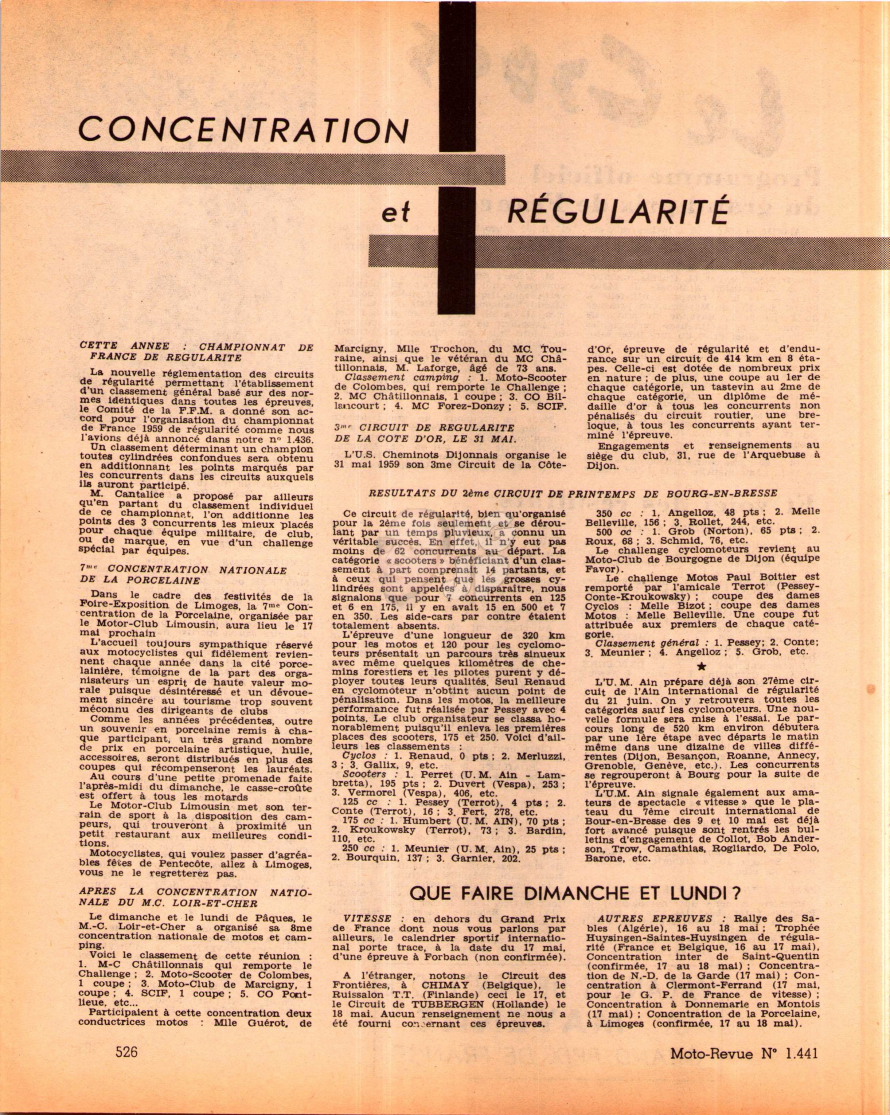 CONCENTRATION
et RÉGULARITÉ
CETTE ANNEE : CHAMPIONNAT DE
FRANCE DE REGULARITE
La nouvelle réglementation des circuits
de régularité permettant l'établissement
d'un classement général basé sur des nor-
mes identiques dans toutes les épreuves,
le Comité de la F.F.M. a donné son ac-
cord pour l'organisation du championnat
de France 1959 de régularité comme nous
l'avions déjà annoncé dans notre n° 1.436.
Un classement déterminant un champion
toutes cylindrées confondues sera obtenu
en additionnant les points marqués par
les concurrents dans les circuits auxquels
ils auront participé.
M. Cantalice a proposé par ailleurs
qu'en partant du classement individuel
de ce championnat, l'on additionne les
points des 3 concurrents les mieux placés
pour chaque équipe militaire, de club,
ou de marque, en vue d'un challenge
spécial par équipes.
7me CONCENTRATION NATIONALE
DE LA PORCELAINE
Dans le cadre des festivités de la
Foire-Exposition de Limoges, la 7me Con-
centration de la Porcelaine, organisée par
le Motor-Club Limousin, aura lieu le 17
mai prochain
L'accueil toujours sympathique réservé
aux motocyclistes qui fidèlement revien-
nent chaque année dans la cité porce-
lainière, témoigne de la part des orga-
nisateurs un esprit de haute valeur mo-
rale puisque désintéressé et un dévoue-
ment sincère au tourisme trop souvent
méconnu des dirigeants de clubs
Comme les années précédentes, outre
un souvenir en porcelaine remis à cha-
que participant, un très grand nombre
de prix en porcelaine artistique, huile,
accessoires, seront distribués en plus des
coupes qui récompenseront les lauréats.
Au cours d'une petite promenade faite
l'après-midi du dimanche, le casse-croûte
est offert à tous les motards
Le Motor-Club Limousin met son ter-
rain de sport à la disposition des cam-
peurs, qui trouveront à proximité un
petit restaurant aux meilleures condi-
tions.
Motocyclistes, qui voulez passer d'agréa-
bles fêtes de Pentecôte, allez à Limoges,
vous ne le regretterez pas.
APRES LA CONCENTRATION NATIO-
NALE DU M.C. LOIR-ET-CHER
Le dimanche et le lundi de Pâques, le
M.-C. Loir-et-Cher a organisé sa 8me
concentration nationale de motos et cam-
ping.
Voici le classement de cette réunion :
1. M-C Châtillonnais qui remporte le
Challenge ; 2. Moto-Scooter de Colombes,
1 coupe ; 3. Moto-Club de Marcigny, 1
coupe ; 4. SCIF, 1 coupe ; 5. CO Pont-
lieue, etc...
Participaient à cette concentration deux
conductrices motos : Mlle Guérot, de
Marcigny, Mlle Trochon, du MC. Tou-
raine, ainsi que le vétéran du MC Châ-
tillonnais, M. Laforge, âgé de 73 ans.
Classement camping : 1. Moto-Scooter
de Colombes, qui remporte le Challenge ;
2. MC Châtillonnais, 1 coupe ; 3. CO Bil-
lancourt ; 4. MC Forez-Donzy ; 5. SCIF.
3me CIRCUIT DE REGULARITE
DE LA COTE D'OR, LE 31 MAI.
L'U.S. Cheminots Dijonnais organise le
31 mai 1959 son 3me Circuit de la Côte-
d'Or, épreuve de régularité et d'endu-
rance sur un circuit de 414 km en 8 éta-
pes. Celle-ci est dotée de nombreux prix
en nature ; de plus, une coupe au 1er de
chaque catégorie, un tastevin au 2me de
chaque catégorie, un diplôme de mé-
daille d'or à tous les concurrents non
pénalisés du circuit routier, une bre-
loque, à tous les concurrents ayant ter-
miné l'épreuve.
Engagements et renseignements au
siège du club, 31, rue de l'Arquebuse à
Dijon.
RESULTATS DU 2ème CIRCUIT DE PRINTEMPS DE BOURG-EN-BRESSE
Ce circuit de régularité, bien qu'organisé
pour la 2ème fois seulement et se dérou-
lant par un temps pluvieux, a connu un
véritable succès. En effet, il n'y eut pas
moins de 62 concurrents au départ. La
catégorie « scooters » bénéficiant d'un clas-
sement à part comprenait 14 partants, et
à ceux qui pensent que les grosses cy-
lindrées sont appelées à disparaître, nous
signalons que pour 7 concurrents en 125
et 6 en 175, il y en avait 15 en 500 et 7
en 350. Les side-cars par contre étaient
totalement absents.
L'épreuve d'une longueur de 320 km
pour les motos et 120 pour les cyclomo-
teurs présentait un parcours très sinueux
avec même quelques kilomètres de che-
mins forestiers et les pilotes purent y dé-
ployer toutes leurs qualités. Seul Renaud
en cyclomoteur n'obtint aucun point de
pénalisation. Dans les motos, la meilleure
performance fut réalisée par Pessey avec 4
points. Le club organisateur se classa ho-
norablement puisqu'il enleva les premières
places des scooters, 175 et 250. Voici d'ail-
leurs les classements :
Cyclos : 1. Renaud, 0 pts ; 2. Merluzzi,
3 ; 3. Gallix, 9, etc.
Scooters : 1. Perret (U. M. Ain - Lam-
bretta), 195 pts ; 2. Duvert (Vespa), 253 ;
3. Vermorel (Vespa), 406, etc.
125 cc : 1. Pessey (Terrot), 4 pts ; 2.
Conte (Terrot), 16 ; 3. Fert, 278, etc.
175 cc : 1. Humbert (U. M. AIN), 70 pts ;
2. Kroukowsky (Terrot), 73 ; 3. Bardin,
110, etc.
250 cc : 1. Meunier (U. M. Ain), 25 pts ;
2. Bourquin, 137 ; 3. Garnier, 202.
350 cc : 1. Angelloz, 48 pts ; 2. Melle
Belleville, 156 ; 3. Rollet, 244, etc.
500 cc : 1. Grob (Norton), 65 pts ; 2.
Roux, 68 ; 3. Schmid, 76, etc.
Le challenge cyclomoteurs revient au
Moto-Club de Bourgogne de Dijon (équipe
Favor).
Le challenge Motos Paul Boitier est
remporté par l'amicale Terrot (Pessey-
Conte-Kroukowsky) ; coupe des dames
Cyclos : Melle Bizot ; coupe des dames
Motos : Melle Belleville. Une coupe fut
attribuée aux premiers de chaque caté-
gorie.
Classement général : 1. Pessey; 2. Conte;
3. Meunier ; 4. Angelloz ; 5. Grob, etc.
★
L'U. M. Ain prépare déjà son 27ème cir-
cuit de l'Ain international de régularité
du 21 juin. On y retrouvera toutes les
catégories sauf les cyclomoteurs. Une nou-
velle formule sera mise à l'essai. Le par-
cours long de 520 km environ débutera
par une 1ère étape avec départs le matin
même dans une dizaine de villes diffé-
rentes (Dijon, Besançon, Roanne, Annecy,
Grenoble, Genève, etc.). Les concurrents
se regrouperont à Bourg pour la suite de
l'épreuve.
L'U.M. Ain signale également aux ama-
teurs de spectacle « vitesse » que le pla-
teau du 7ème circuit international de
Bour-en-Bresse des 9 et 10 mai est déjà
fort avancé puisque sont rentrés les bul-
letins d'engagement de Collot, Bob Ander-
son, Trow, Camathias, Rogliardo, De Polo,
Barone, etc.
QUE FAIRE DIMANCHE ET LUNDI ?
VITESSE : en dehors du Grand Prix
de France dont nous vous parlons par
ailleurs, le calendrier sportif internatio-
nal porte trace, à la date du 17 mai,
d'une épreuve à Forbach (non confirmée).
A l'étranger, notons le Circuit des
Frontières, à CHIMAY (Belgique), le
Ruissalon T.T. (Finlande) ceci le 17, et
le Circuit de TUBBERGEN (Hollande) le
18 mai. Aucun renseignement ne nous a
été fourni concernant ces épreuves.
AUTRES EPREUVES : Rallye des Sa-
bles (Algérie), 16 au 18 mai ; Trophée
Huysingen-Saintes-Huysingen de régula-
rité (France et Belgique, 16 au 17 mai),
Concentration inter de Saint-Quentin
(confirmée, 17 au 18 mai) ; Concentra-
tion de N.-D. de la Garde (17 mai) ; Con-
centration à Clermont-Ferrand (17 mai,
pour le G. P. de France de vitesse) ;
Concentration à Donnemarie en Montois
(17 mai) ; Concentration de la Porcelaine,
à Limoges (confirmée, 17 au 18 mai).
526
Moto-Revue N° 1.441